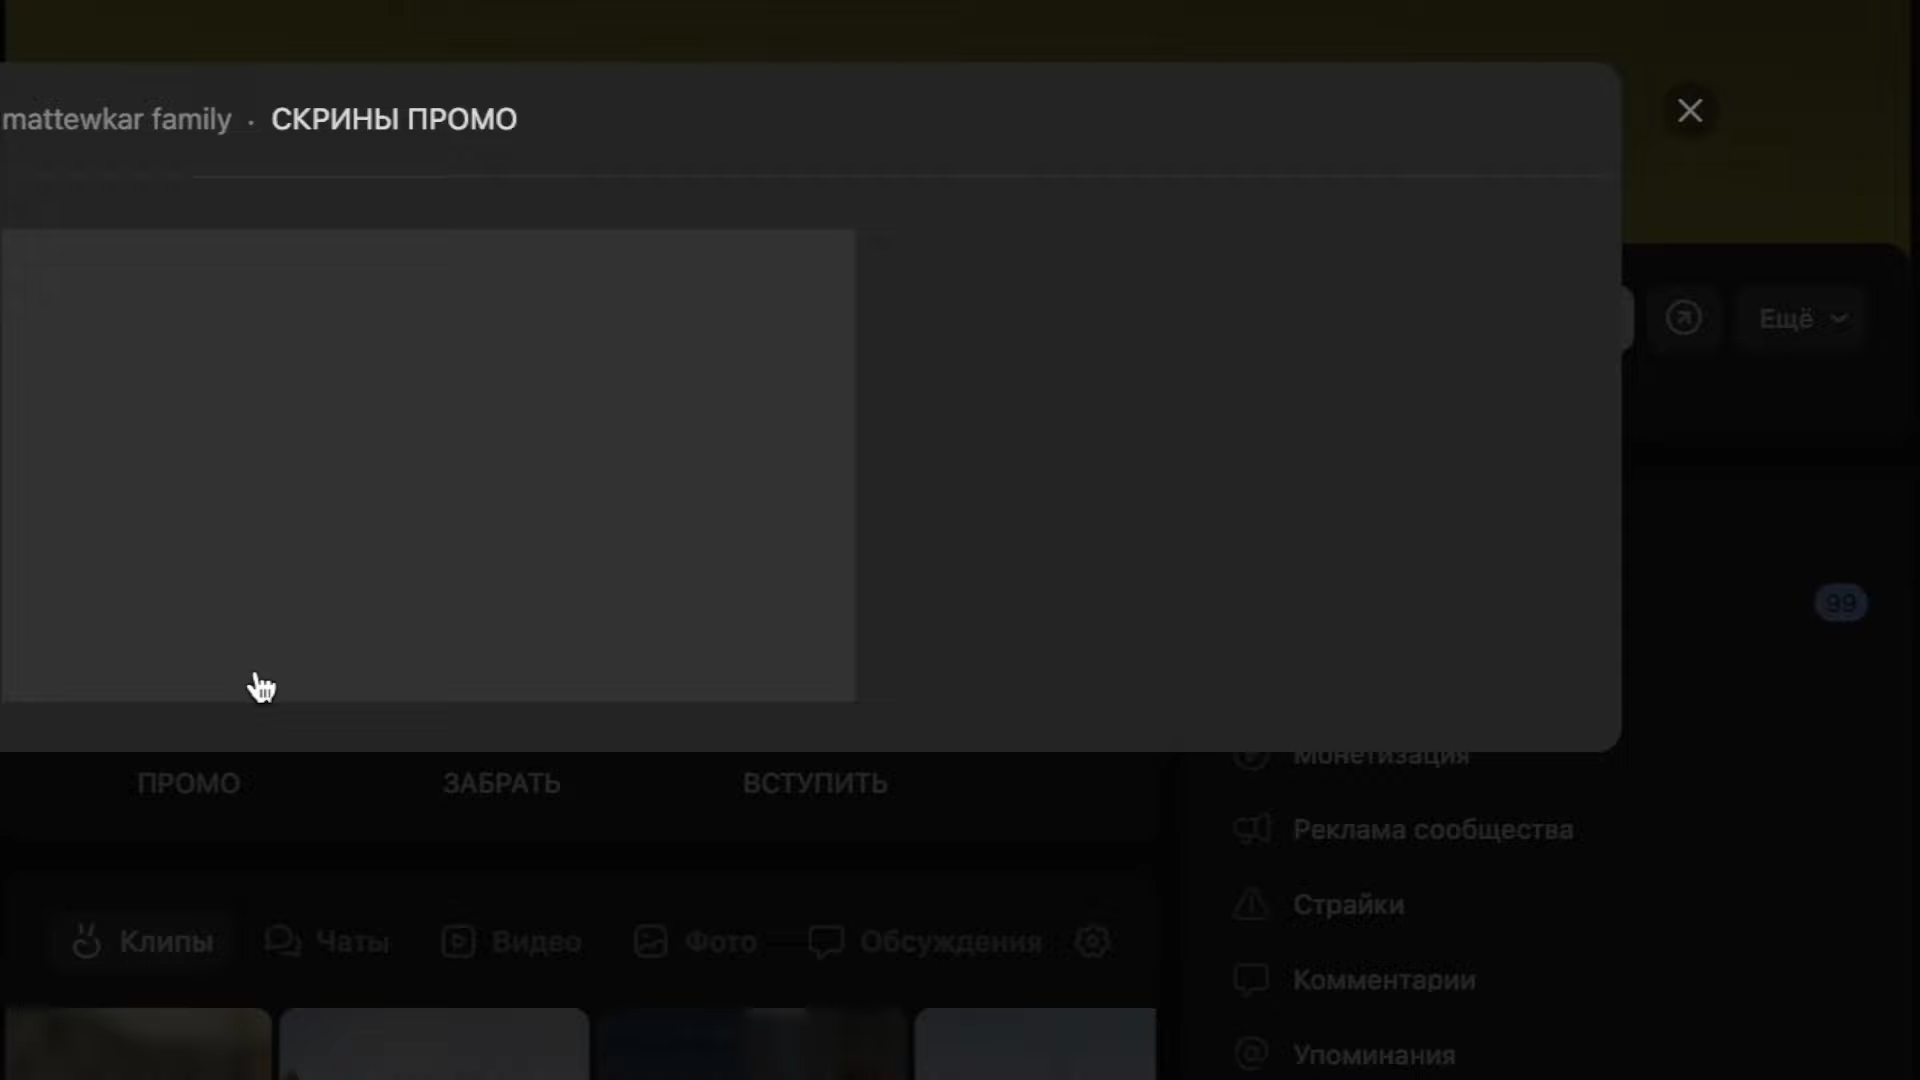 mattewkar family · СКРИНЫ ПРОМО
Ещё
99
ПРОМО ЗАБРАТЬ ВСТУПИТЬ
Монетизация
Реклама сообщества
Страйки
Комментарии
Упоминания
Клипы Чаты Видео Фото Обсуждения